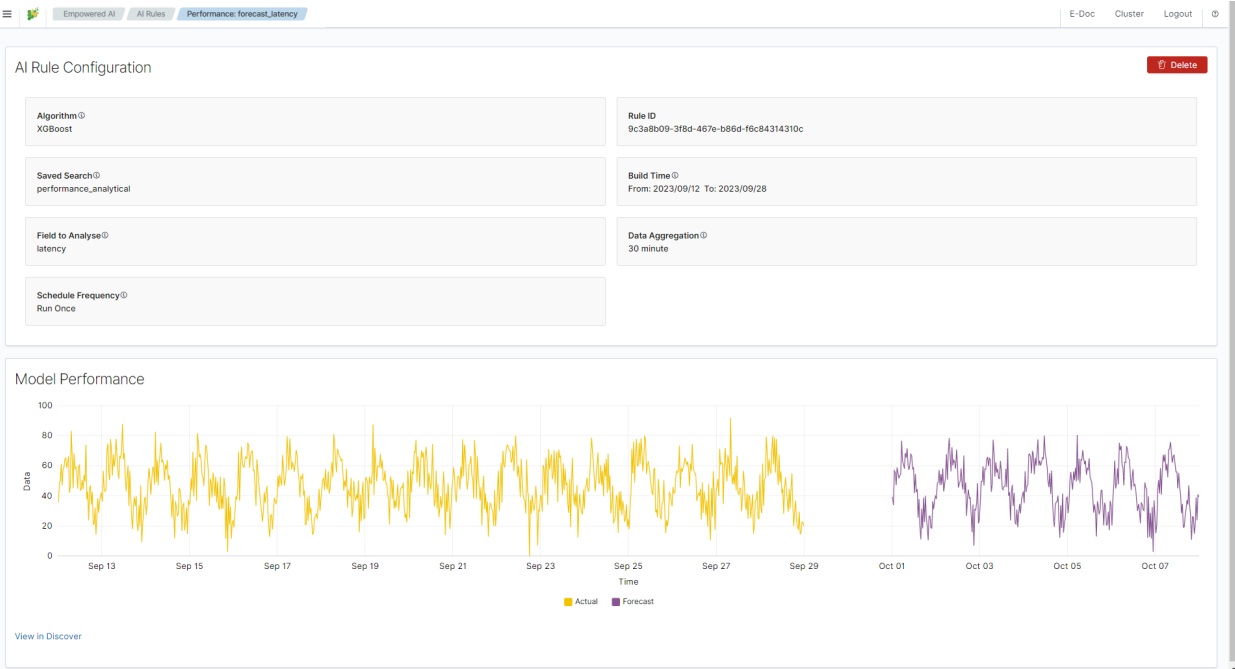 Empowered AI
AI Rules
Performance: forecast_latency
E-Doc
Cluster
Logout
AI Rule Configuration
Delete
Algorithm
XGBoost
Rule ID
9c3a8b09-3f8d-467e-b86d-f6c84314310c
Saved Search
performance_analytical
Build Time
From: 2023/09/12 To: 2023/09/28
Field to Analyse
latency
Data Aggregation
30 minute
Schedule Frequency
Run Once
Model Performance
100
80
60
40
20
0
Data
Sep 13
Sep 15
Sep 17
Sep 19
Sep 21
Sep 23
Sep 25
Sep 27
Sep 29
Oct 01
Oct 03
Oct 05
Oct 07
Time
Actual
Forecast
View in Discover